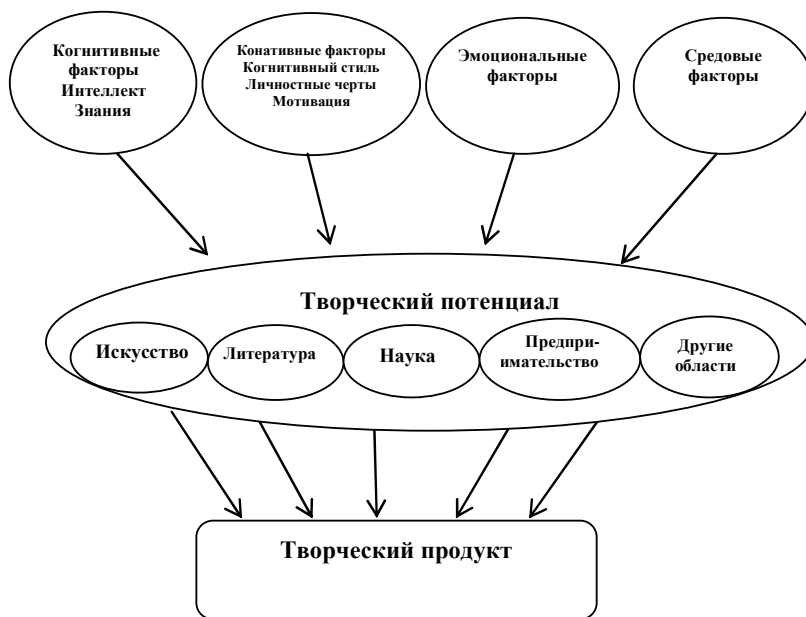 Когнитивные
факторы
Интеллект
Знания
Конативные факторы
Когнитивный стиль
Личностные черты
Мотивация
Эмоциональные
факторы
Средовые
факторы
Творческий потенциал
Искусство
Литература
Наука
Предпри-
имательство
Другие
области
Творческий продукт